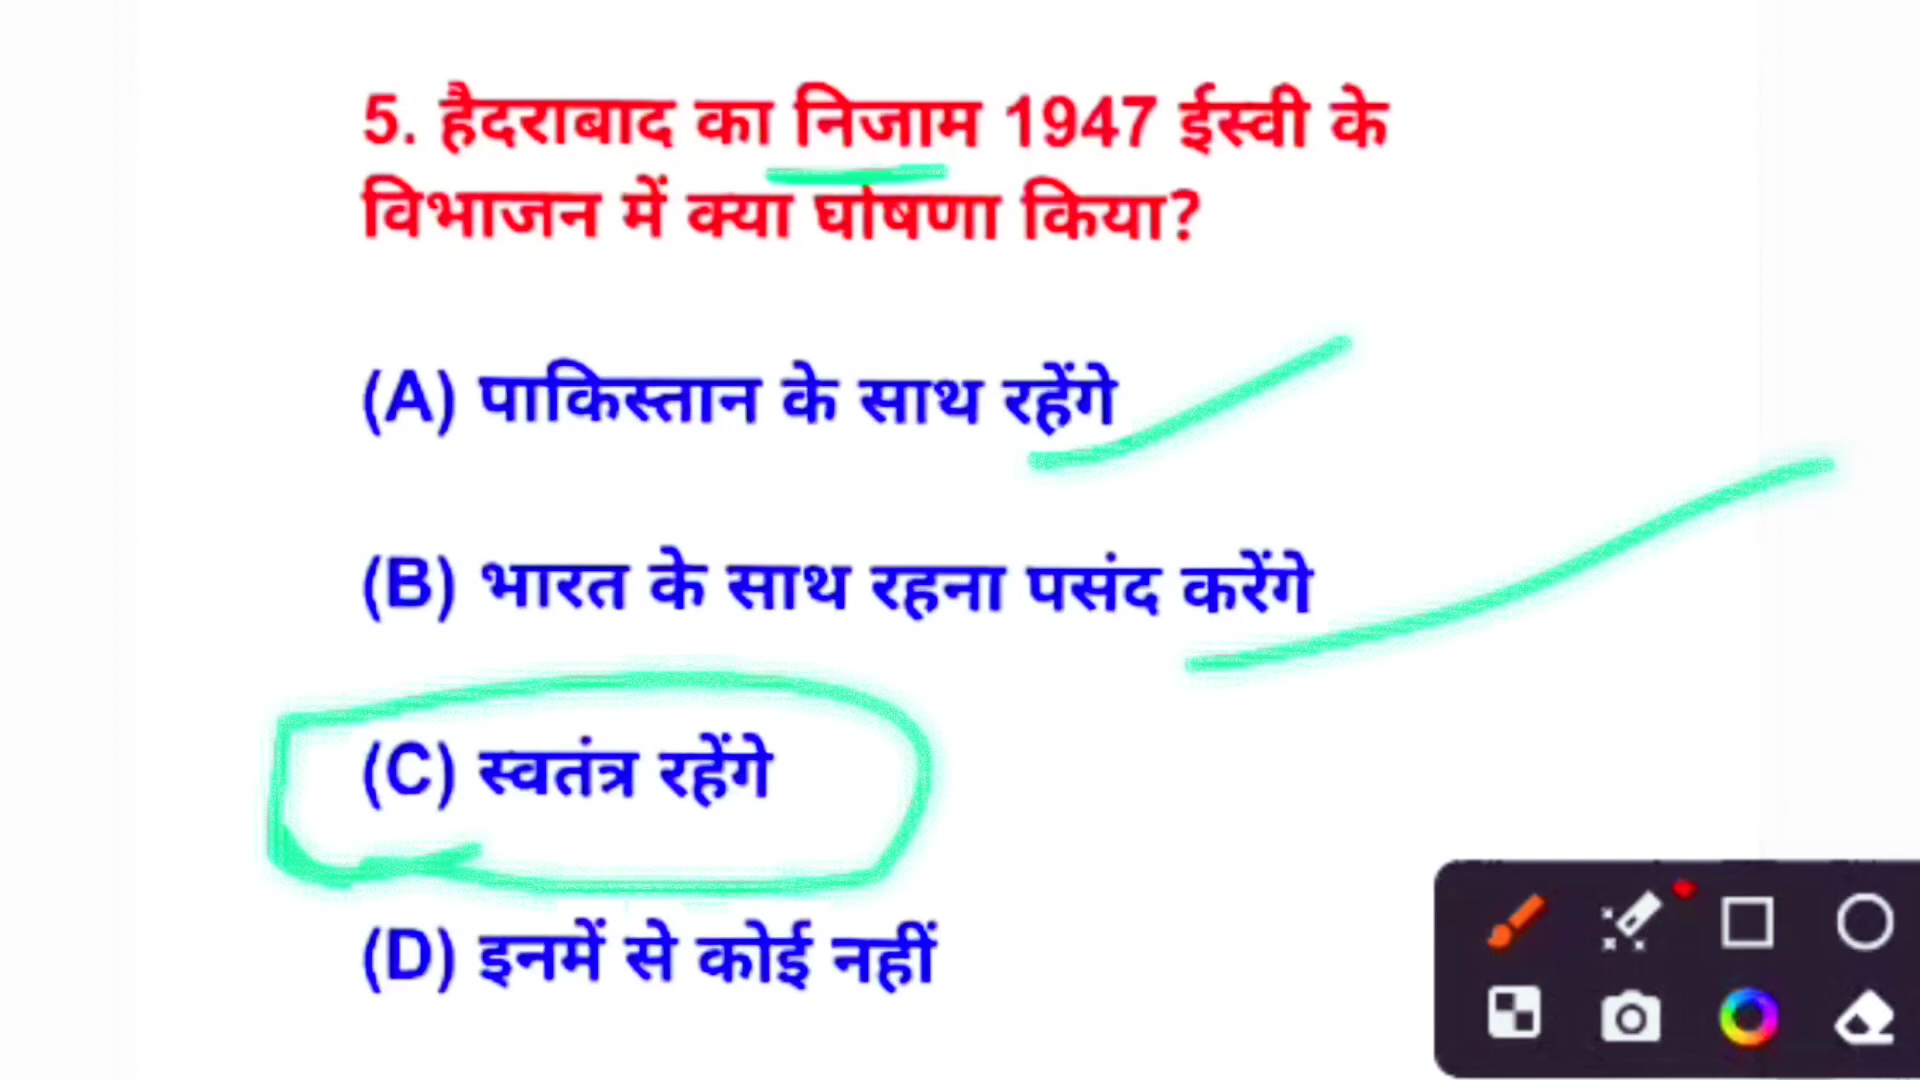 5. हैदराबाद का निजाम 1947 ईस्वी के
विभाजन में क्या घोषणा किया?
(A) पाकिस्तान के साथ रहेंगे
(B) भारत के साथ रहना पसंद करेंगे
(C) स्वतंत्र रहेंगे
(D) इनमें से कोई नहीं